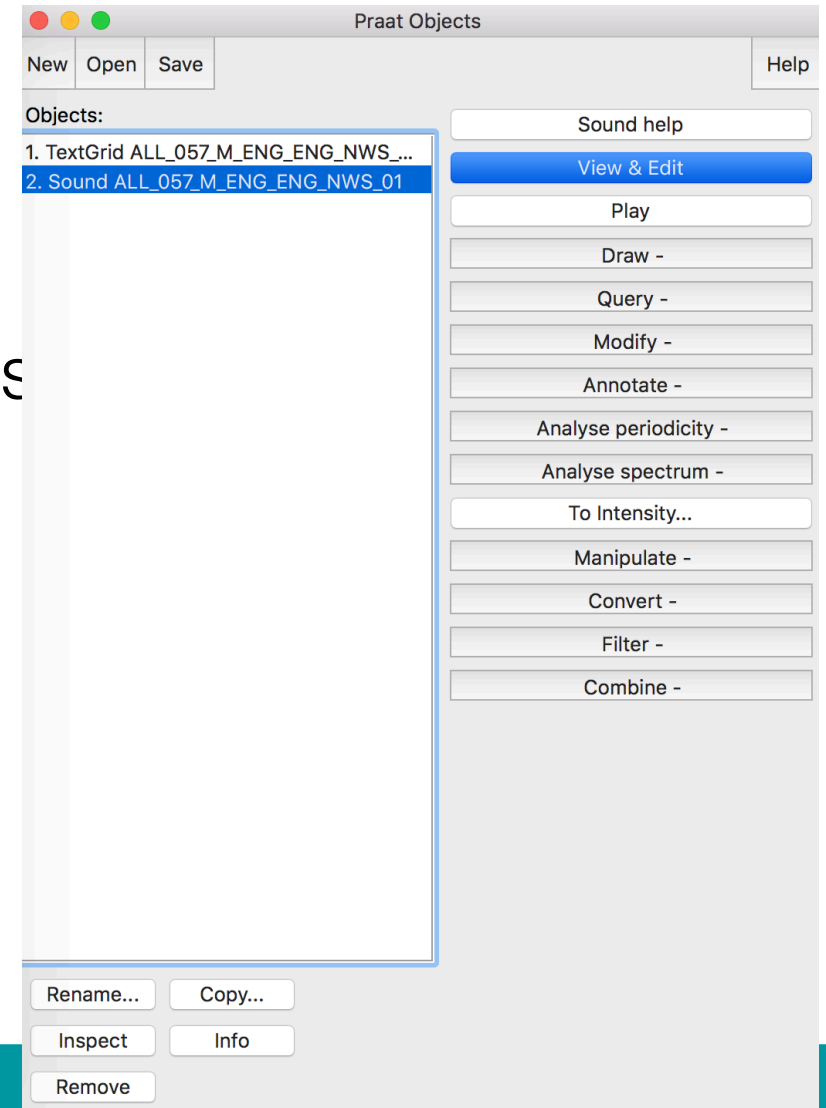 Praat Objects
New Open Save Help
Objects:
1. TextGrid ALL_057_M_ENG_ENG_NWS_...
2. Sound ALL_057_M_ENG_ENG_NWS_01
Sound help
View & Edit
Play
Draw -
Query -
Modify -
Annotate -
Analyse periodicity -
Analyse spectrum -
To Intensity...
Manipulate -
Convert -
Filter -
Combine -
S
Rename... Copy...
Inspect Info
Remove